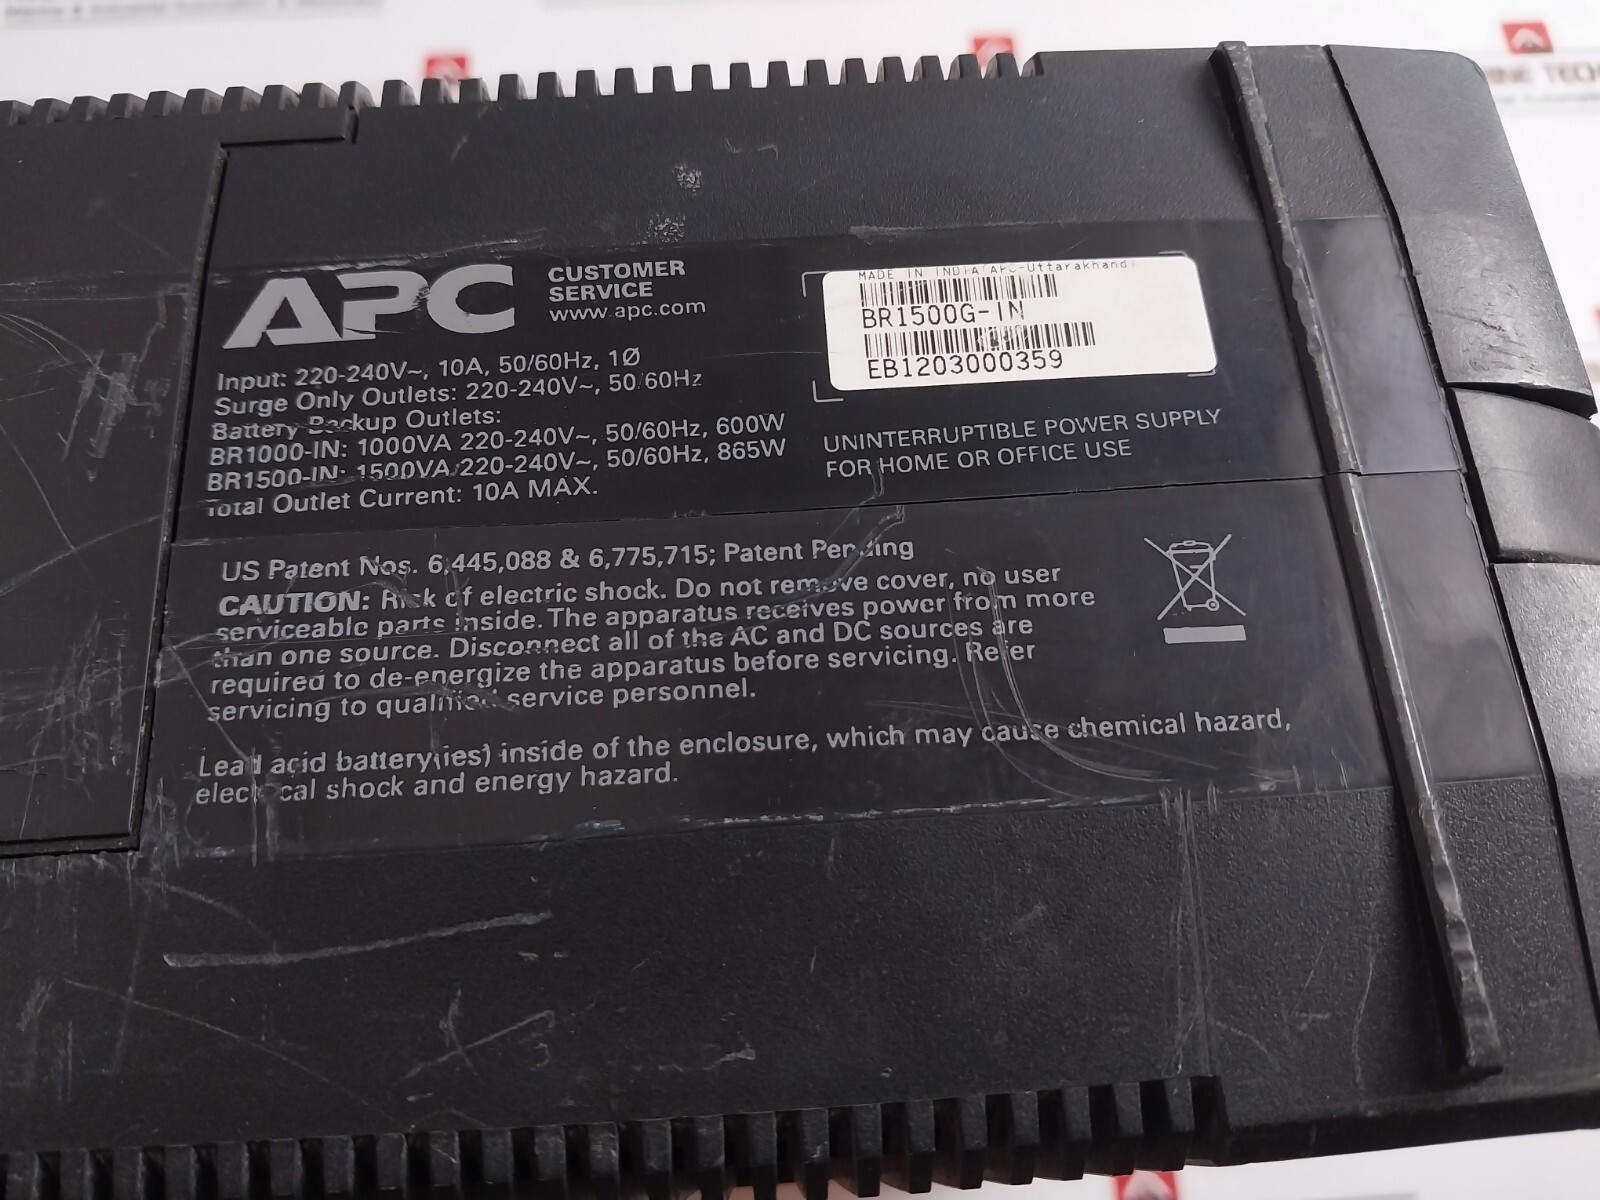 APC
CUSTOMER
SERVICE
www.apc.com
Input: 220-240V~, 10A, 50/60Hz, 1Ø
Surge Only Outlets: 220-240V~, 50/60Hz
Battery Backup Outlets:
BR1000-IN: 1000VA 220-240V~, 50/60Hz, 600W
BR1500-IN: 1500VA 220-240V~, 50/60Hz, 865W
Total Outlet Current: 10A MAX.
MADE IN INDIA(APC-Uttarakhand)
BR1500G-IN
EB1203000359
UNINTERRUPTIBLE POWER SUPPLY
FOR HOME OR OFFICE USE
US Patent Nos. 6,445,088 & 6,775,715; Patent Pending
CAUTION: Risk of electric shock. Do not remove cover, no user
serviceable parts inside. The apparatus receives power from more
than one source. Disconnect all of the AC and DC sources are
required to de-energize the apparatus before servicing. Refer
servicing to qualified service personnel.
Lead acid battery(ies) inside of the enclosure, which may cause chemical hazard,
electrical shock and energy hazard.